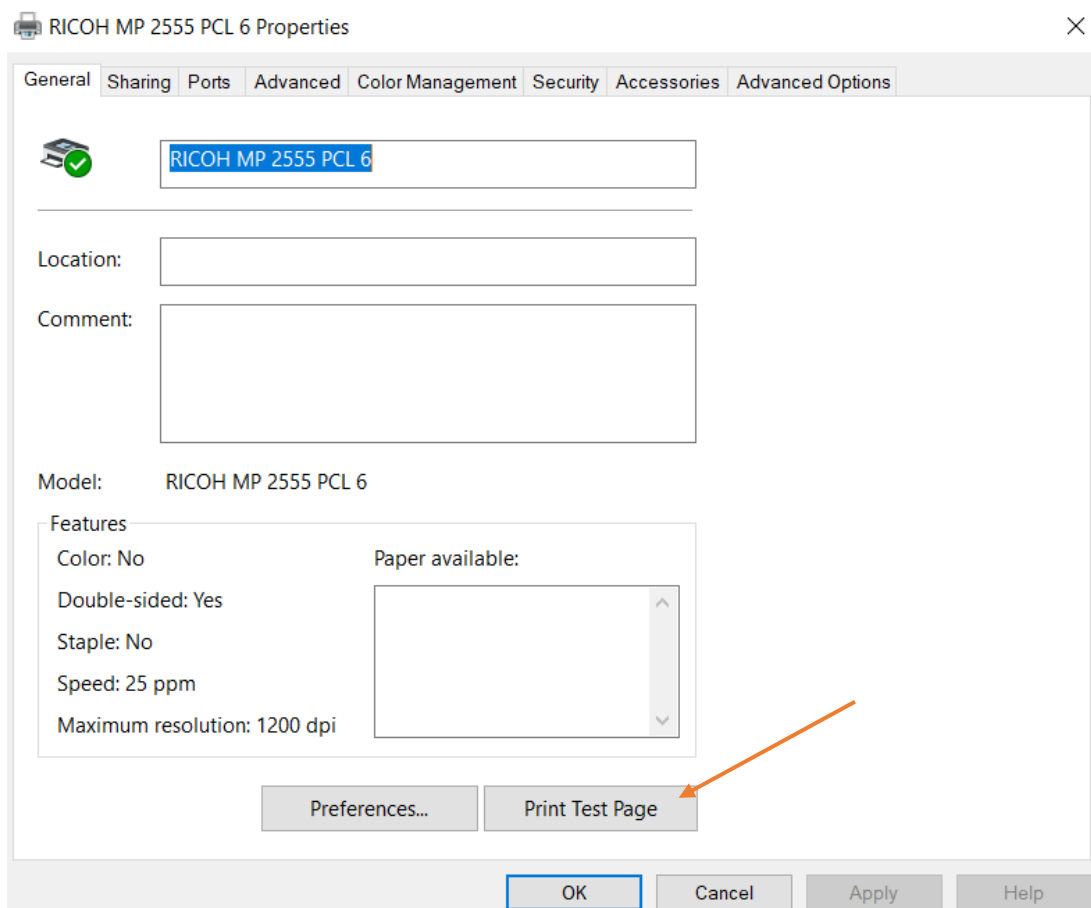 RICOH MP 2555 PCL 6 Properties
General Sharing Ports Advanced Color Management Security Accessories Advanced Options
RICOH MP 2555 PCL 6
Location:
Comment:
Model: RICOH MP 2555 PCL 6
Features
Color: No Paper available:
Double-sided: Yes
Staple: No
Speed: 25 ppm
Maximum resolution: 1200 dpi
Preferences... Print Test Page
OK Cancel Apply Help